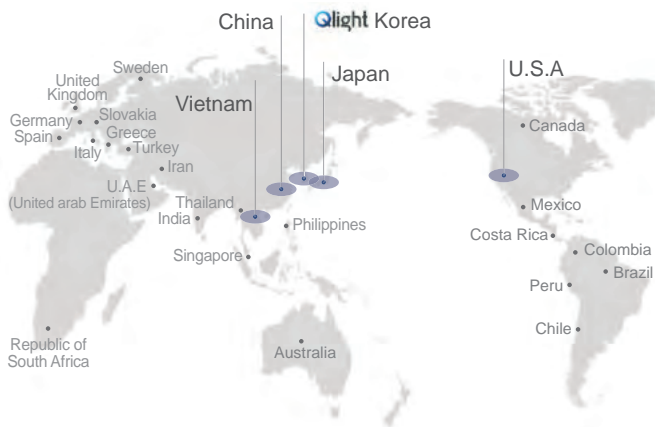 China
Qlight Korea
Japan
U.S.A
Vietnam
Sweden
United
Kingdom
Germany
Slovakia
Spain
Greece
Italy
Turkey
Iran
U.A.E
(United arab Emirates)
Thailand
India
Philippines
Singapore
Republic of
South Africa
Australia
Canada
Mexico
Costa Rica
Colombia
Brazil
Peru
Chile